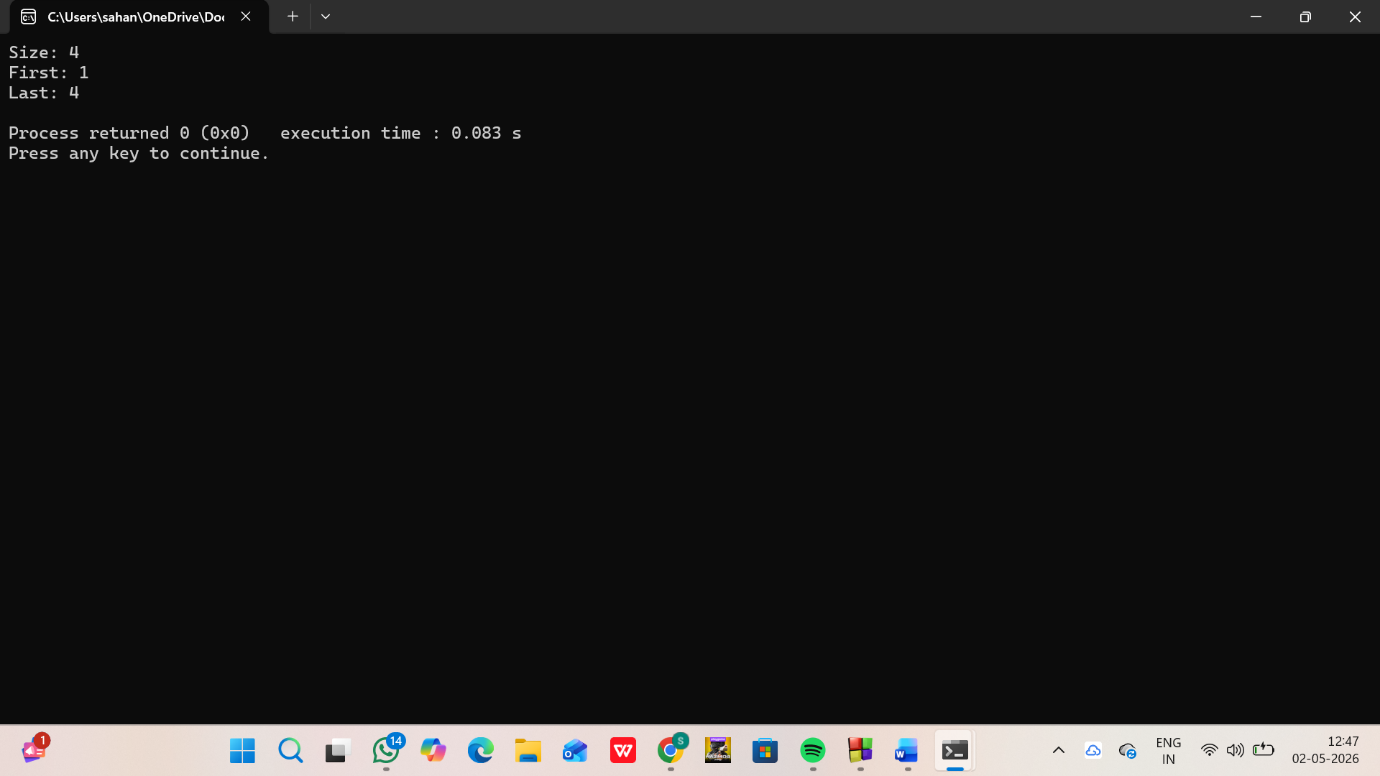 C:\Users\sahan\OneDrive\Do
Size: 4
First: 1
Last: 4
Process returned 0 (0x0)   execution time : 0.083 s
Press any key to continue.
1
14
S
W
ENG
IN
12:47
02-05-2026